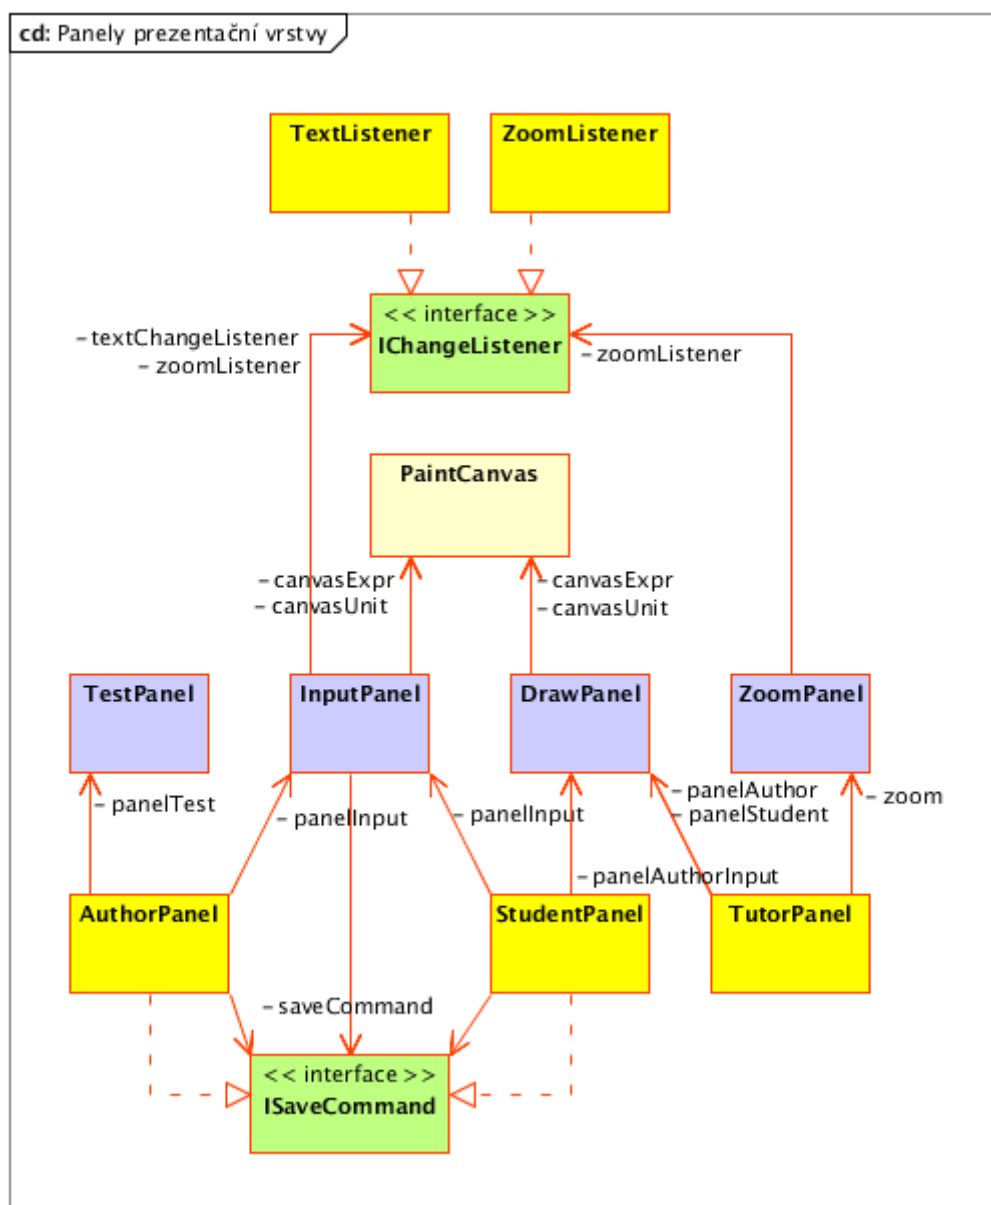 cd: Panely prezentační vrstvy
TextListener
ZoomListener
<< interface >>
IChangeListener
– textChangeListener
– zoomListener
– zoomListener
PaintCanvas
– canvasExpr
– canvasUnit
– canvasExpr
– canvasUnit
TestPanel
InputPanel
DrawPanel
ZoomPanel
– panelTest
– panelInput
– panelInput
– panelAuthor
– panelStudent
– zoom
– panelAuthorInput
AuthorPanel
StudentPanel
TutorPanel
– saveCommand
<< interface >>
ISaveCommand